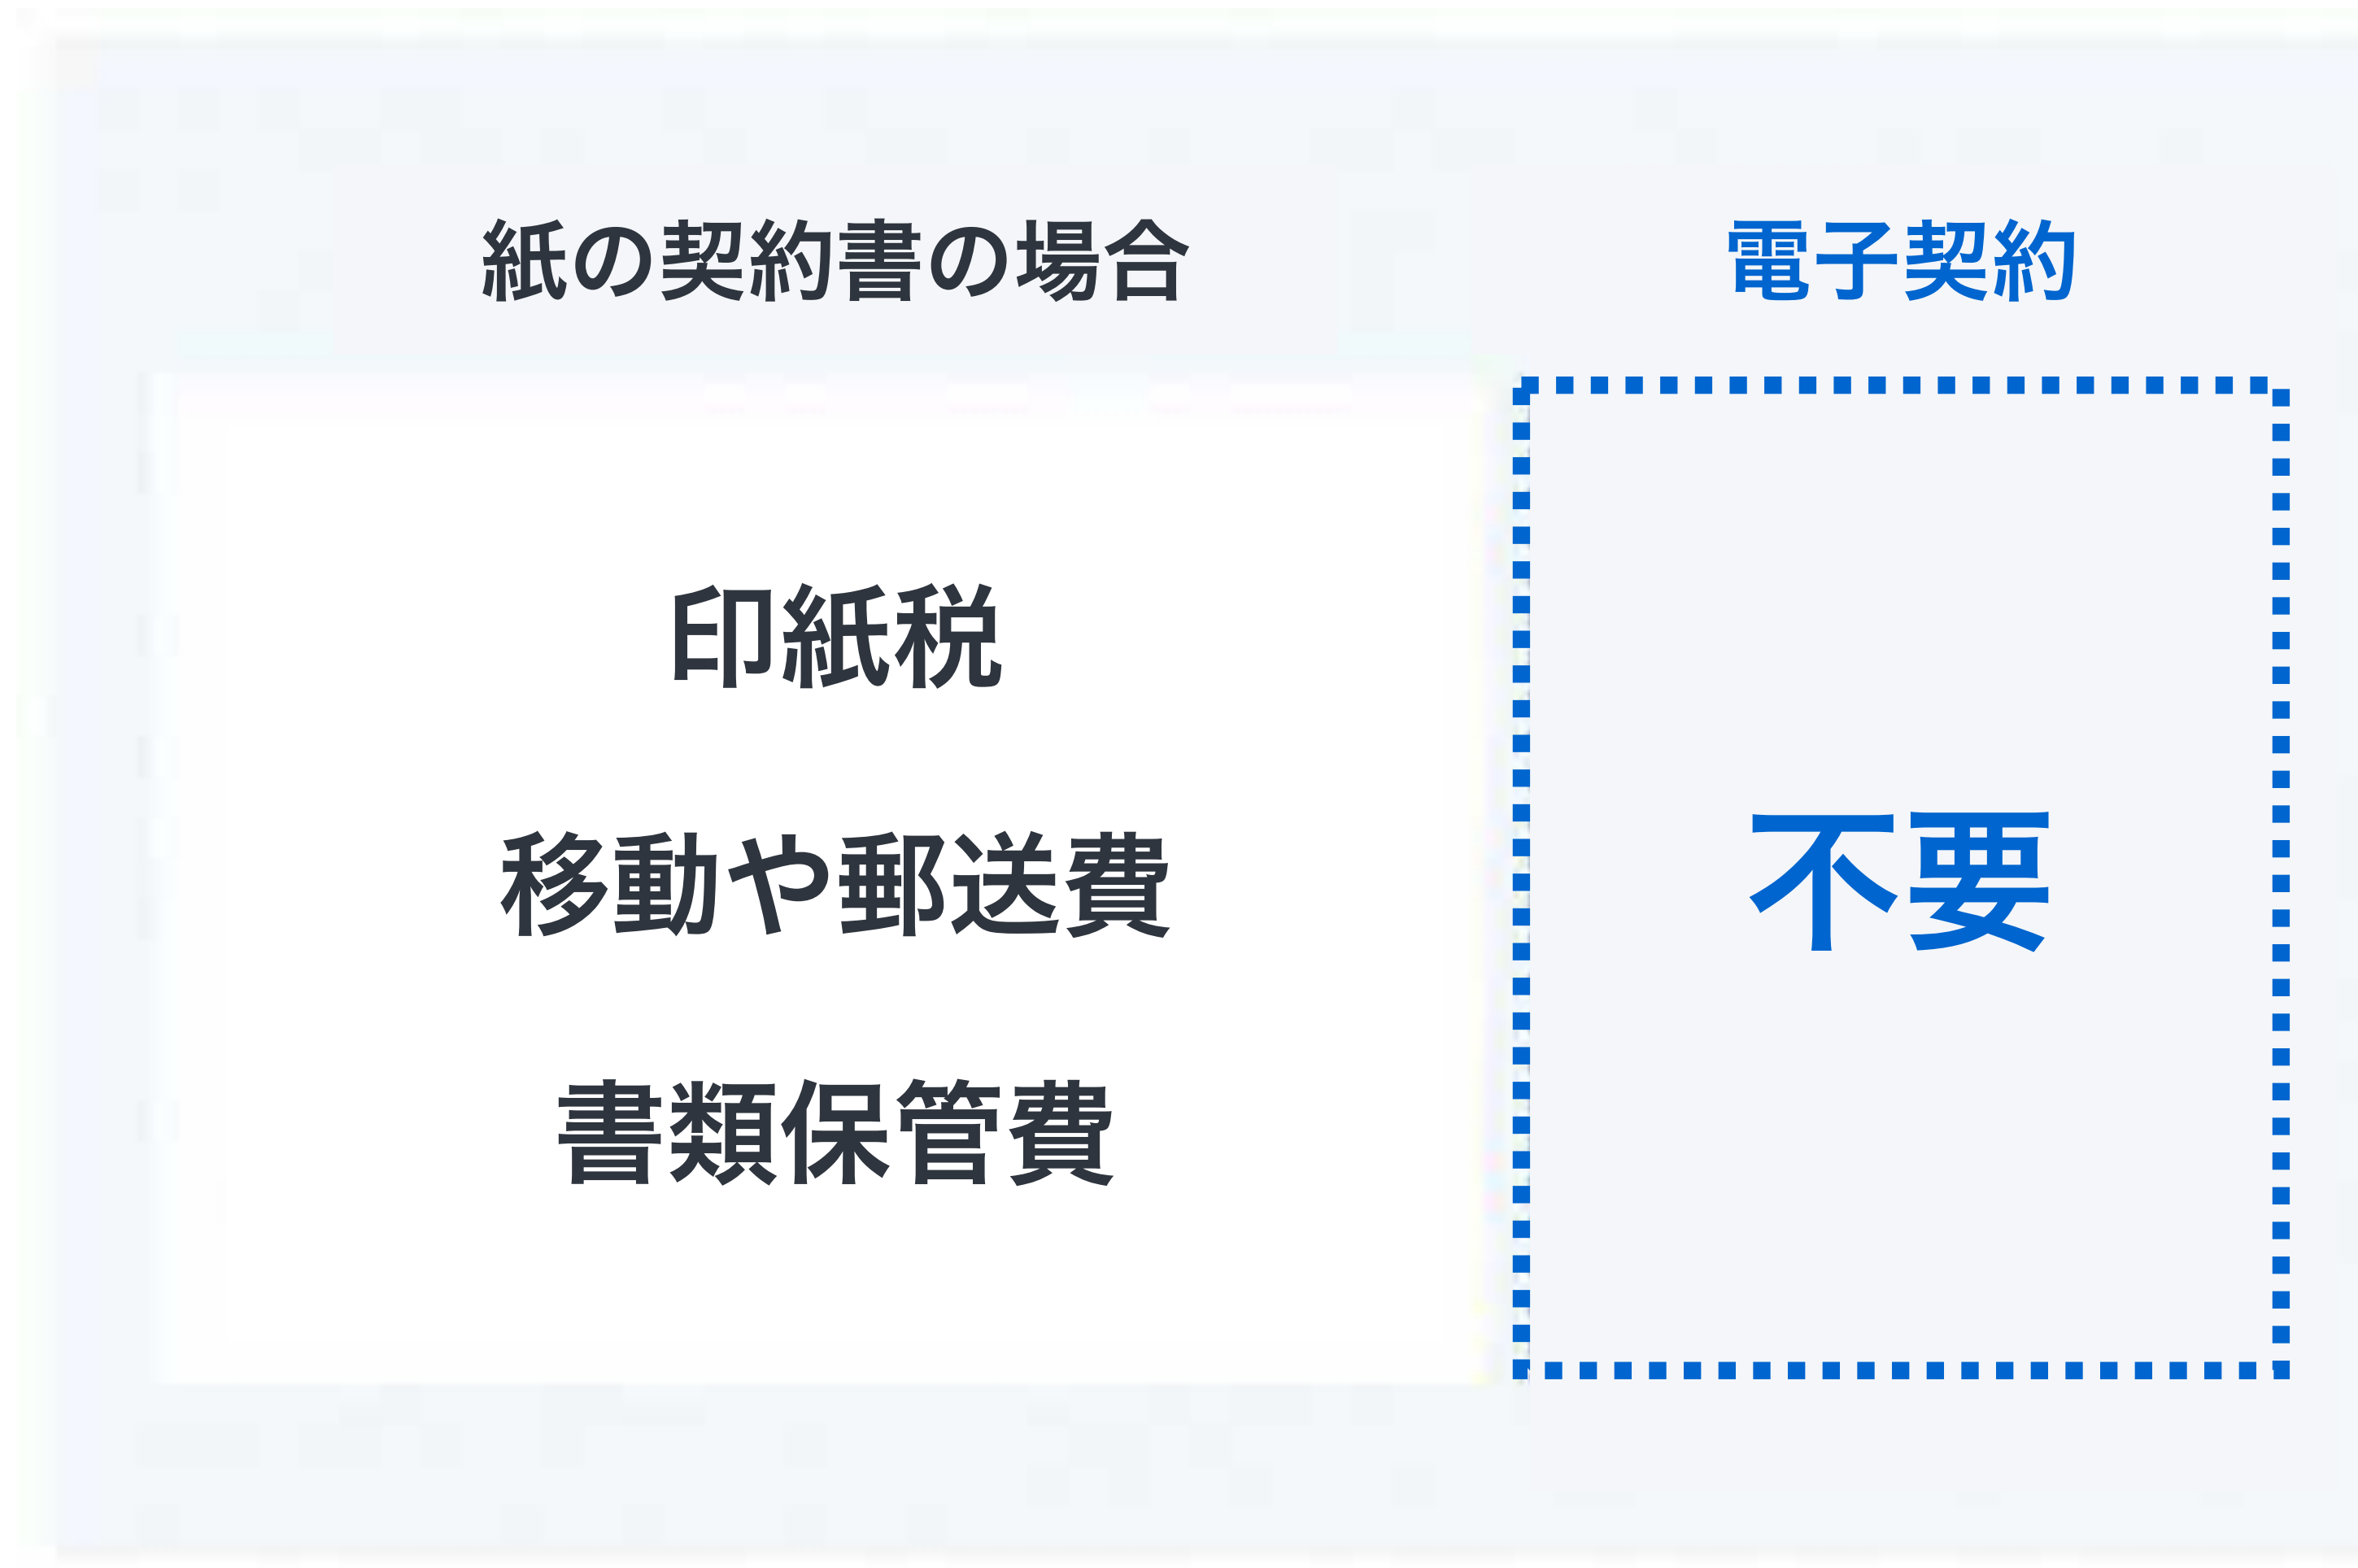 紙の契約書の場合
電子契約
印紙税
移動や郵送費
書類保管費
不要